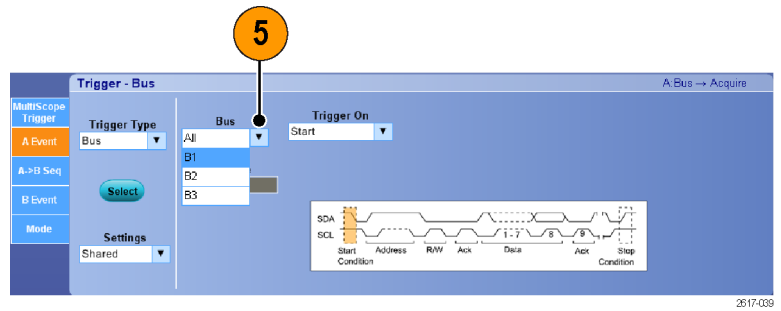 5
Trigger - Bus
A:Bus → Acquire
MultiScope
Trigger
A Event
A->B Seq
B Event
Mode
Trigger Type
Bus
Select
Settings
Shared
Bus
All
B1
B2
B3
Trigger On
Start
SDA
SCL
1 - 7
8
9
Start
Condition
Address
R/W
Ack
Data
Ack
Stop
Condition
2617-039